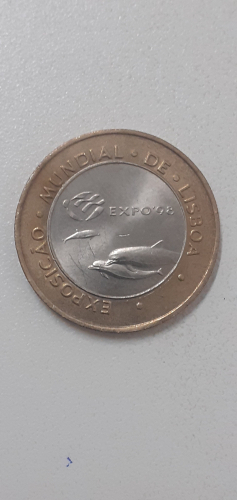 EXPOSIÇÃO · MUNDIAL · DE · LISBOA
EXPO'98